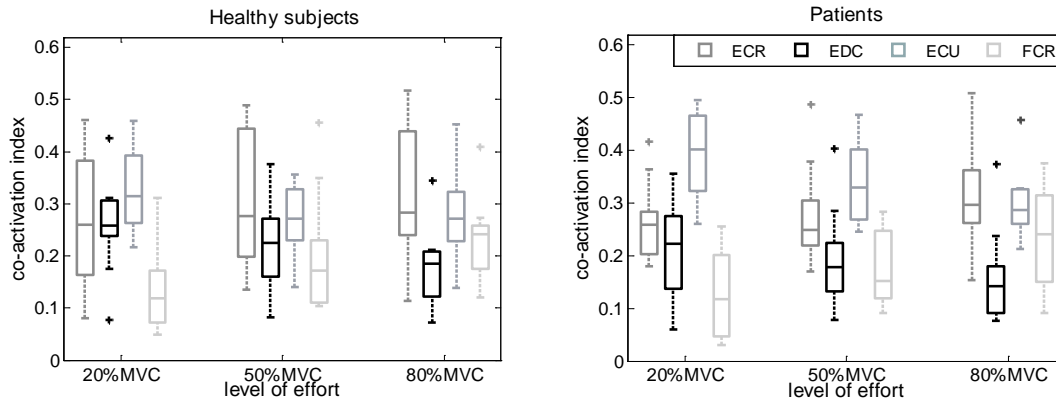 Healthy subjects
0.6
0.5
0.4
0.3
0.2
0.1
0
co-activation index
20%MVC 50%MVC 80%MVC
level of effort
Patients
ECR EDC ECU FCR
0.6
0.5
0.4
0.3
0.2
0.1
0
co-activation index
20%MVC 50%MVC 80%MVC
level of effort